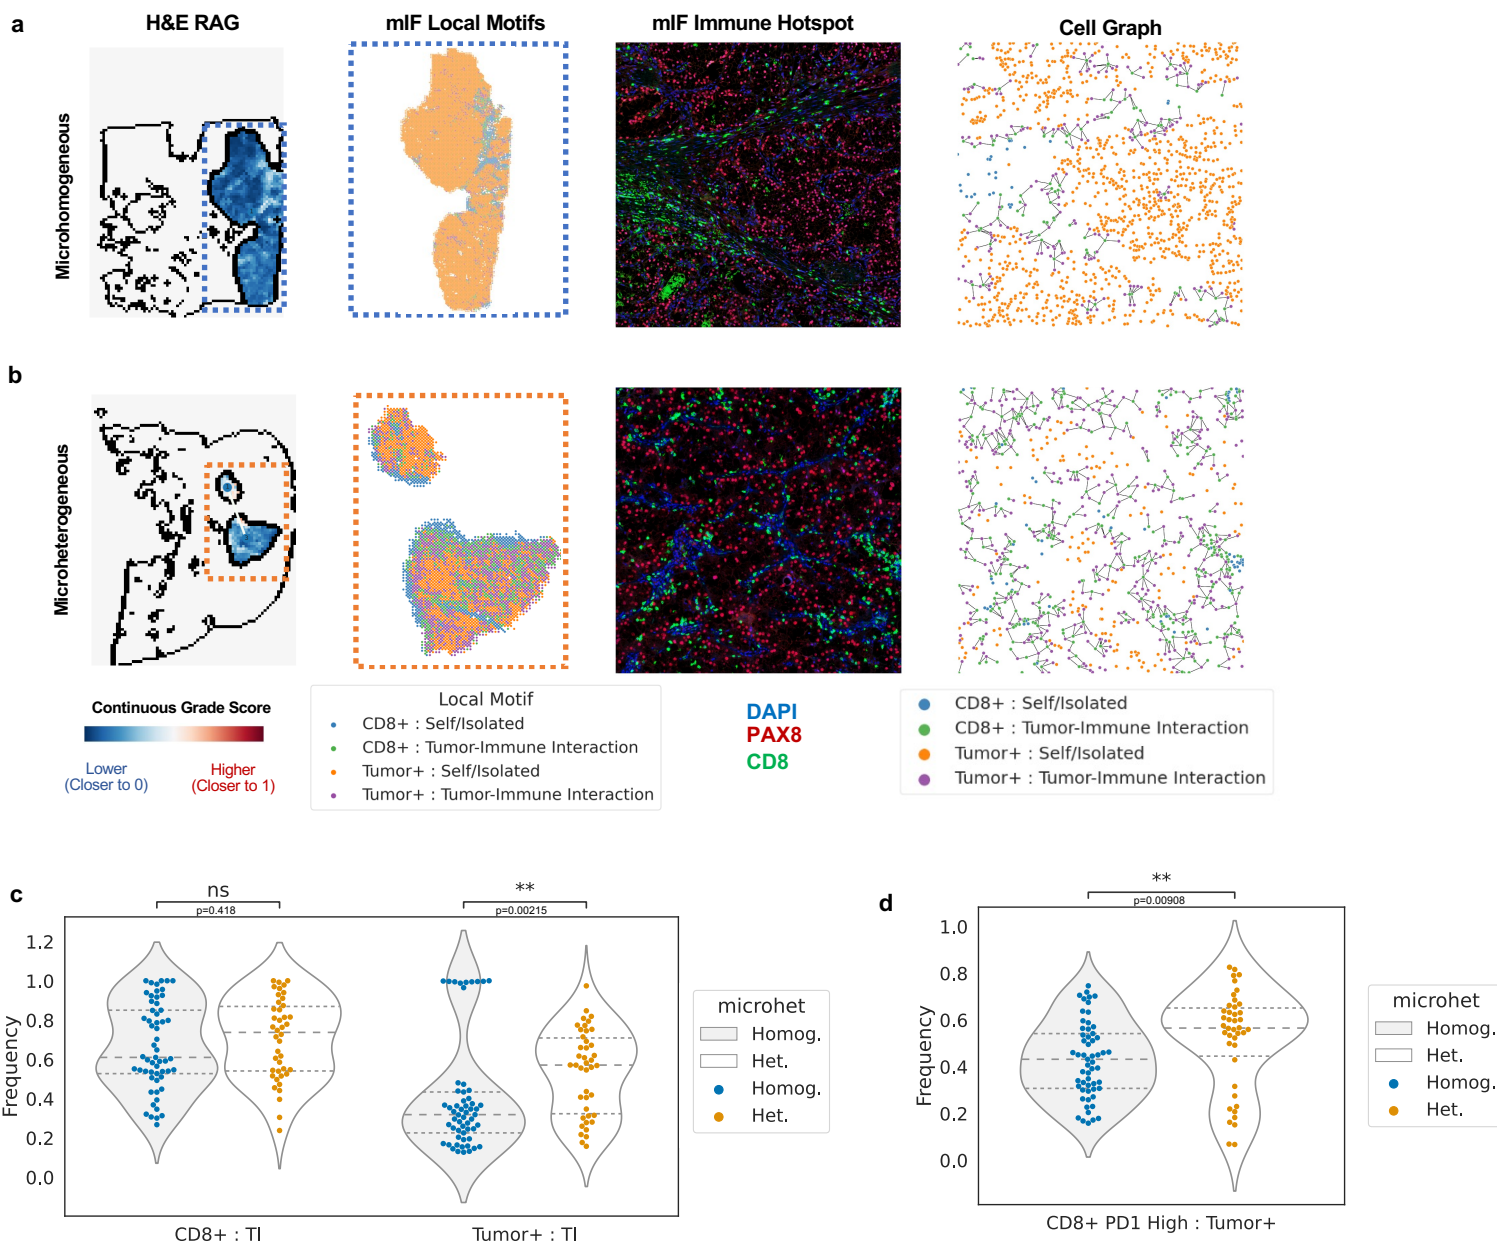 a
H&E RAG
mIF Local Motifs
mIF Immune Hotspot
Cell Graph
Microhomogeneous
b
Microheterogeneous
Continuous Grade Score
Lower
(Closer to 0)
Higher
(Closer to 1)
Local Motif
CD8+ : Self/Isolated
CD8+ : Tumor-Immune Interaction
Tumor+ : Self/Isolated
Tumor+ : Tumor-Immune Interaction
DAPI
PAX8
CD8
CD8+ : Self/Isolated
CD8+ : Tumor-Immune Interaction
Tumor+ : Self/Isolated
Tumor+ : Tumor-Immune Interaction
c
ns
p=0.418
**
p=0.00215
Frequency
1.2
1.0
0.8
0.6
0.4
0.2
0.0
CD8+ : TI
Tumor+ : TI
microhet
Homog.
Het.
Homog.
Het.
d
**
p=0.00908
Frequency
1.0
0.8
0.6
0.4
0.2
0.0
CD8+ PD1 High : Tumor+
microhet
Homog.
Het.
Homog.
Het.